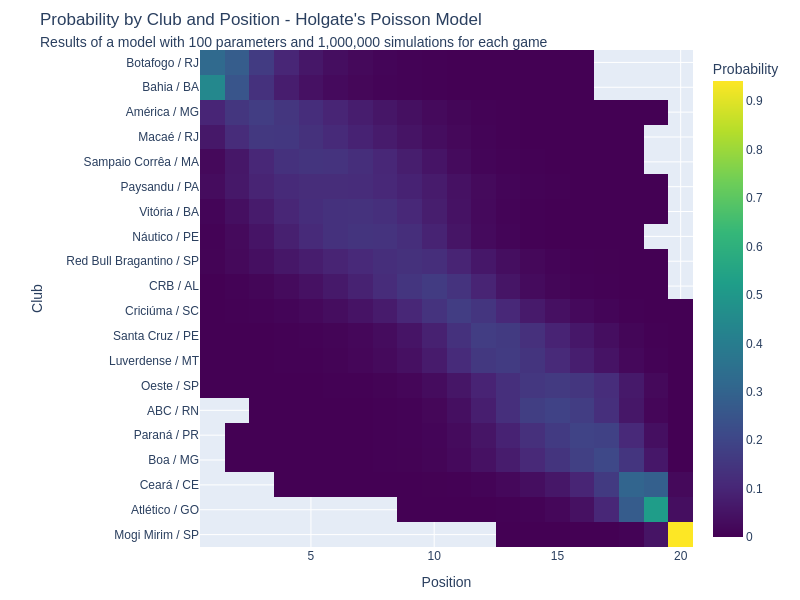 Probability by Club and Position - Holgate's Poisson Model
Results of a model with 100 parameters and 1,000,000 simulations for each game
Probability
Botafogo / RJ
Bahia / BA
América / MG
Macaé / RJ
Sampaio Corrêa / MA
Paysandu / PA
Vitória / BA
Náutico / PE
Red Bull Bragantino / SP
CRB / AL
Criciúma / SC
Santa Cruz / PE
Luverdense / MT
Oeste / SP
ABC / RN
Paraná / PR
Boa / MG
Ceará / CE
Atlético / GO
Mogi Mirim / SP
Club
5
10
15
20
Position
0.9
0.8
0.7
0.6
0.5
0.4
0.3
0.2
0.1
0